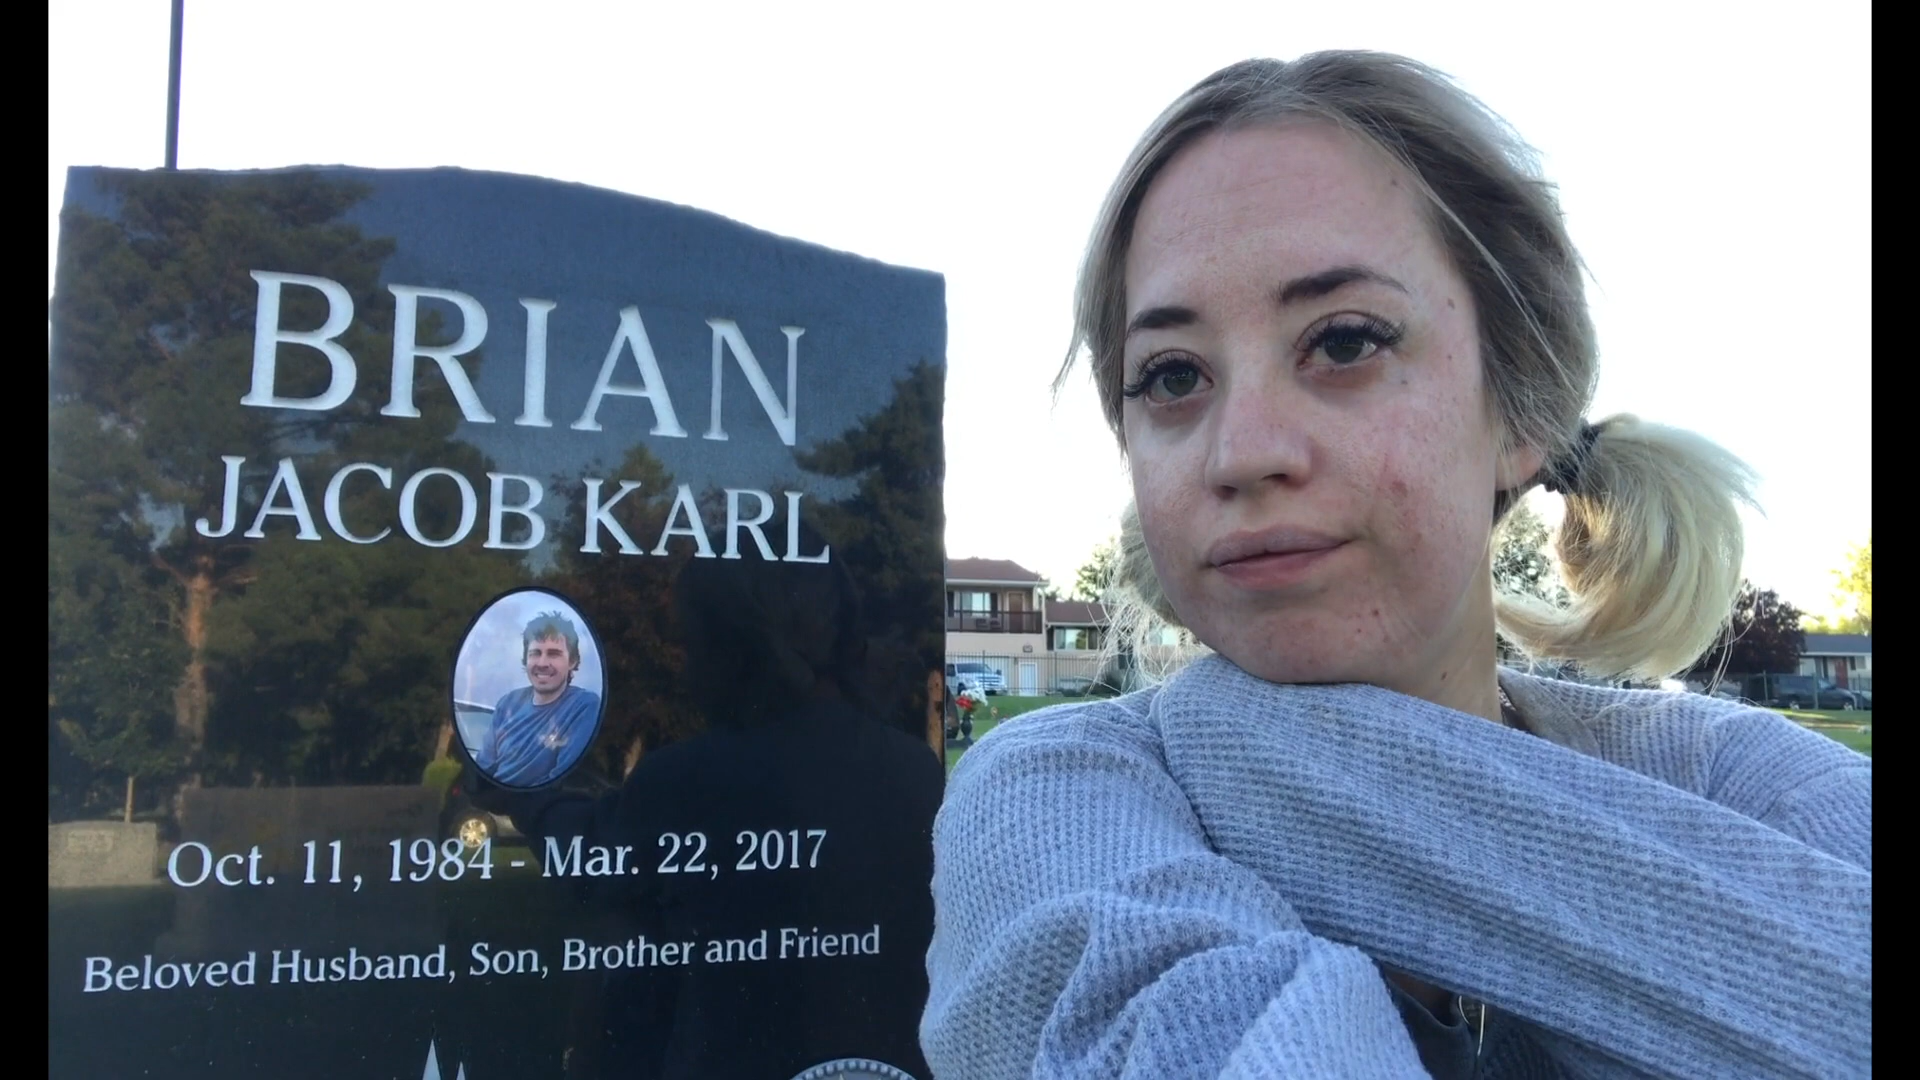 BRIAN
JACOB KARL
Oct. 11, 1984 - Mar. 22, 2017
Beloved Husband, Son, Brother and Friend